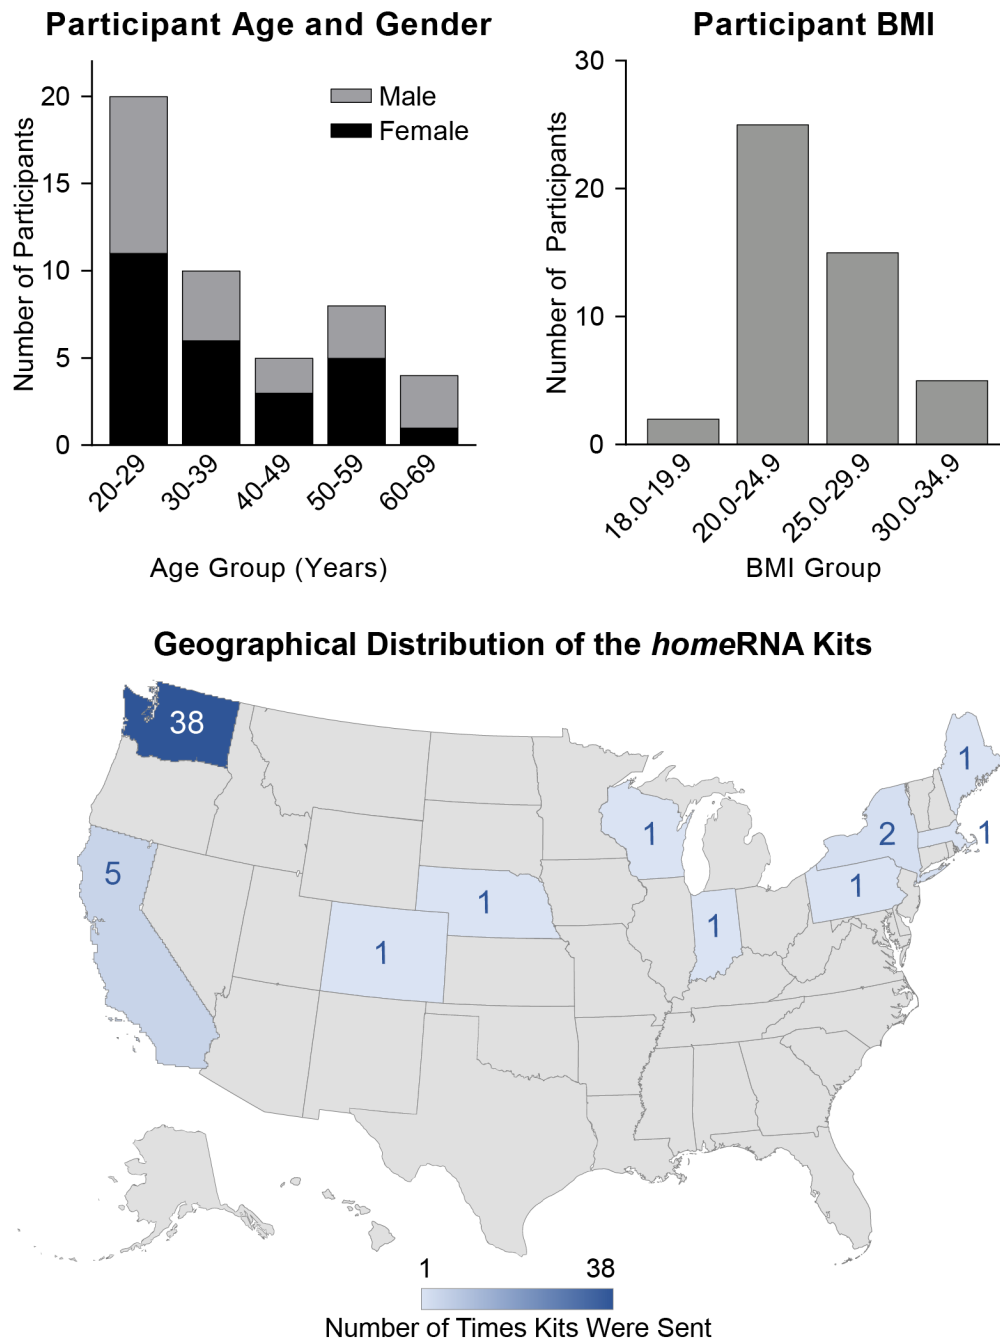 Participant Age and Gender
Number of Participants
20
15
10
5
0
Male
Female
20-29
30-39
40-49
50-59
60-69
Age Group (Years)
Participant BMI
Number of Participants
30
20
10
0
18.0-19.9
20.0-24.9
25.0-29.9
30.0-34.9
BMI Group
Geographical Distribution of the homeRNA Kits
38
1
2
1
1
5
1
1
1
1
1 38
Number of Times Kits Were Sent